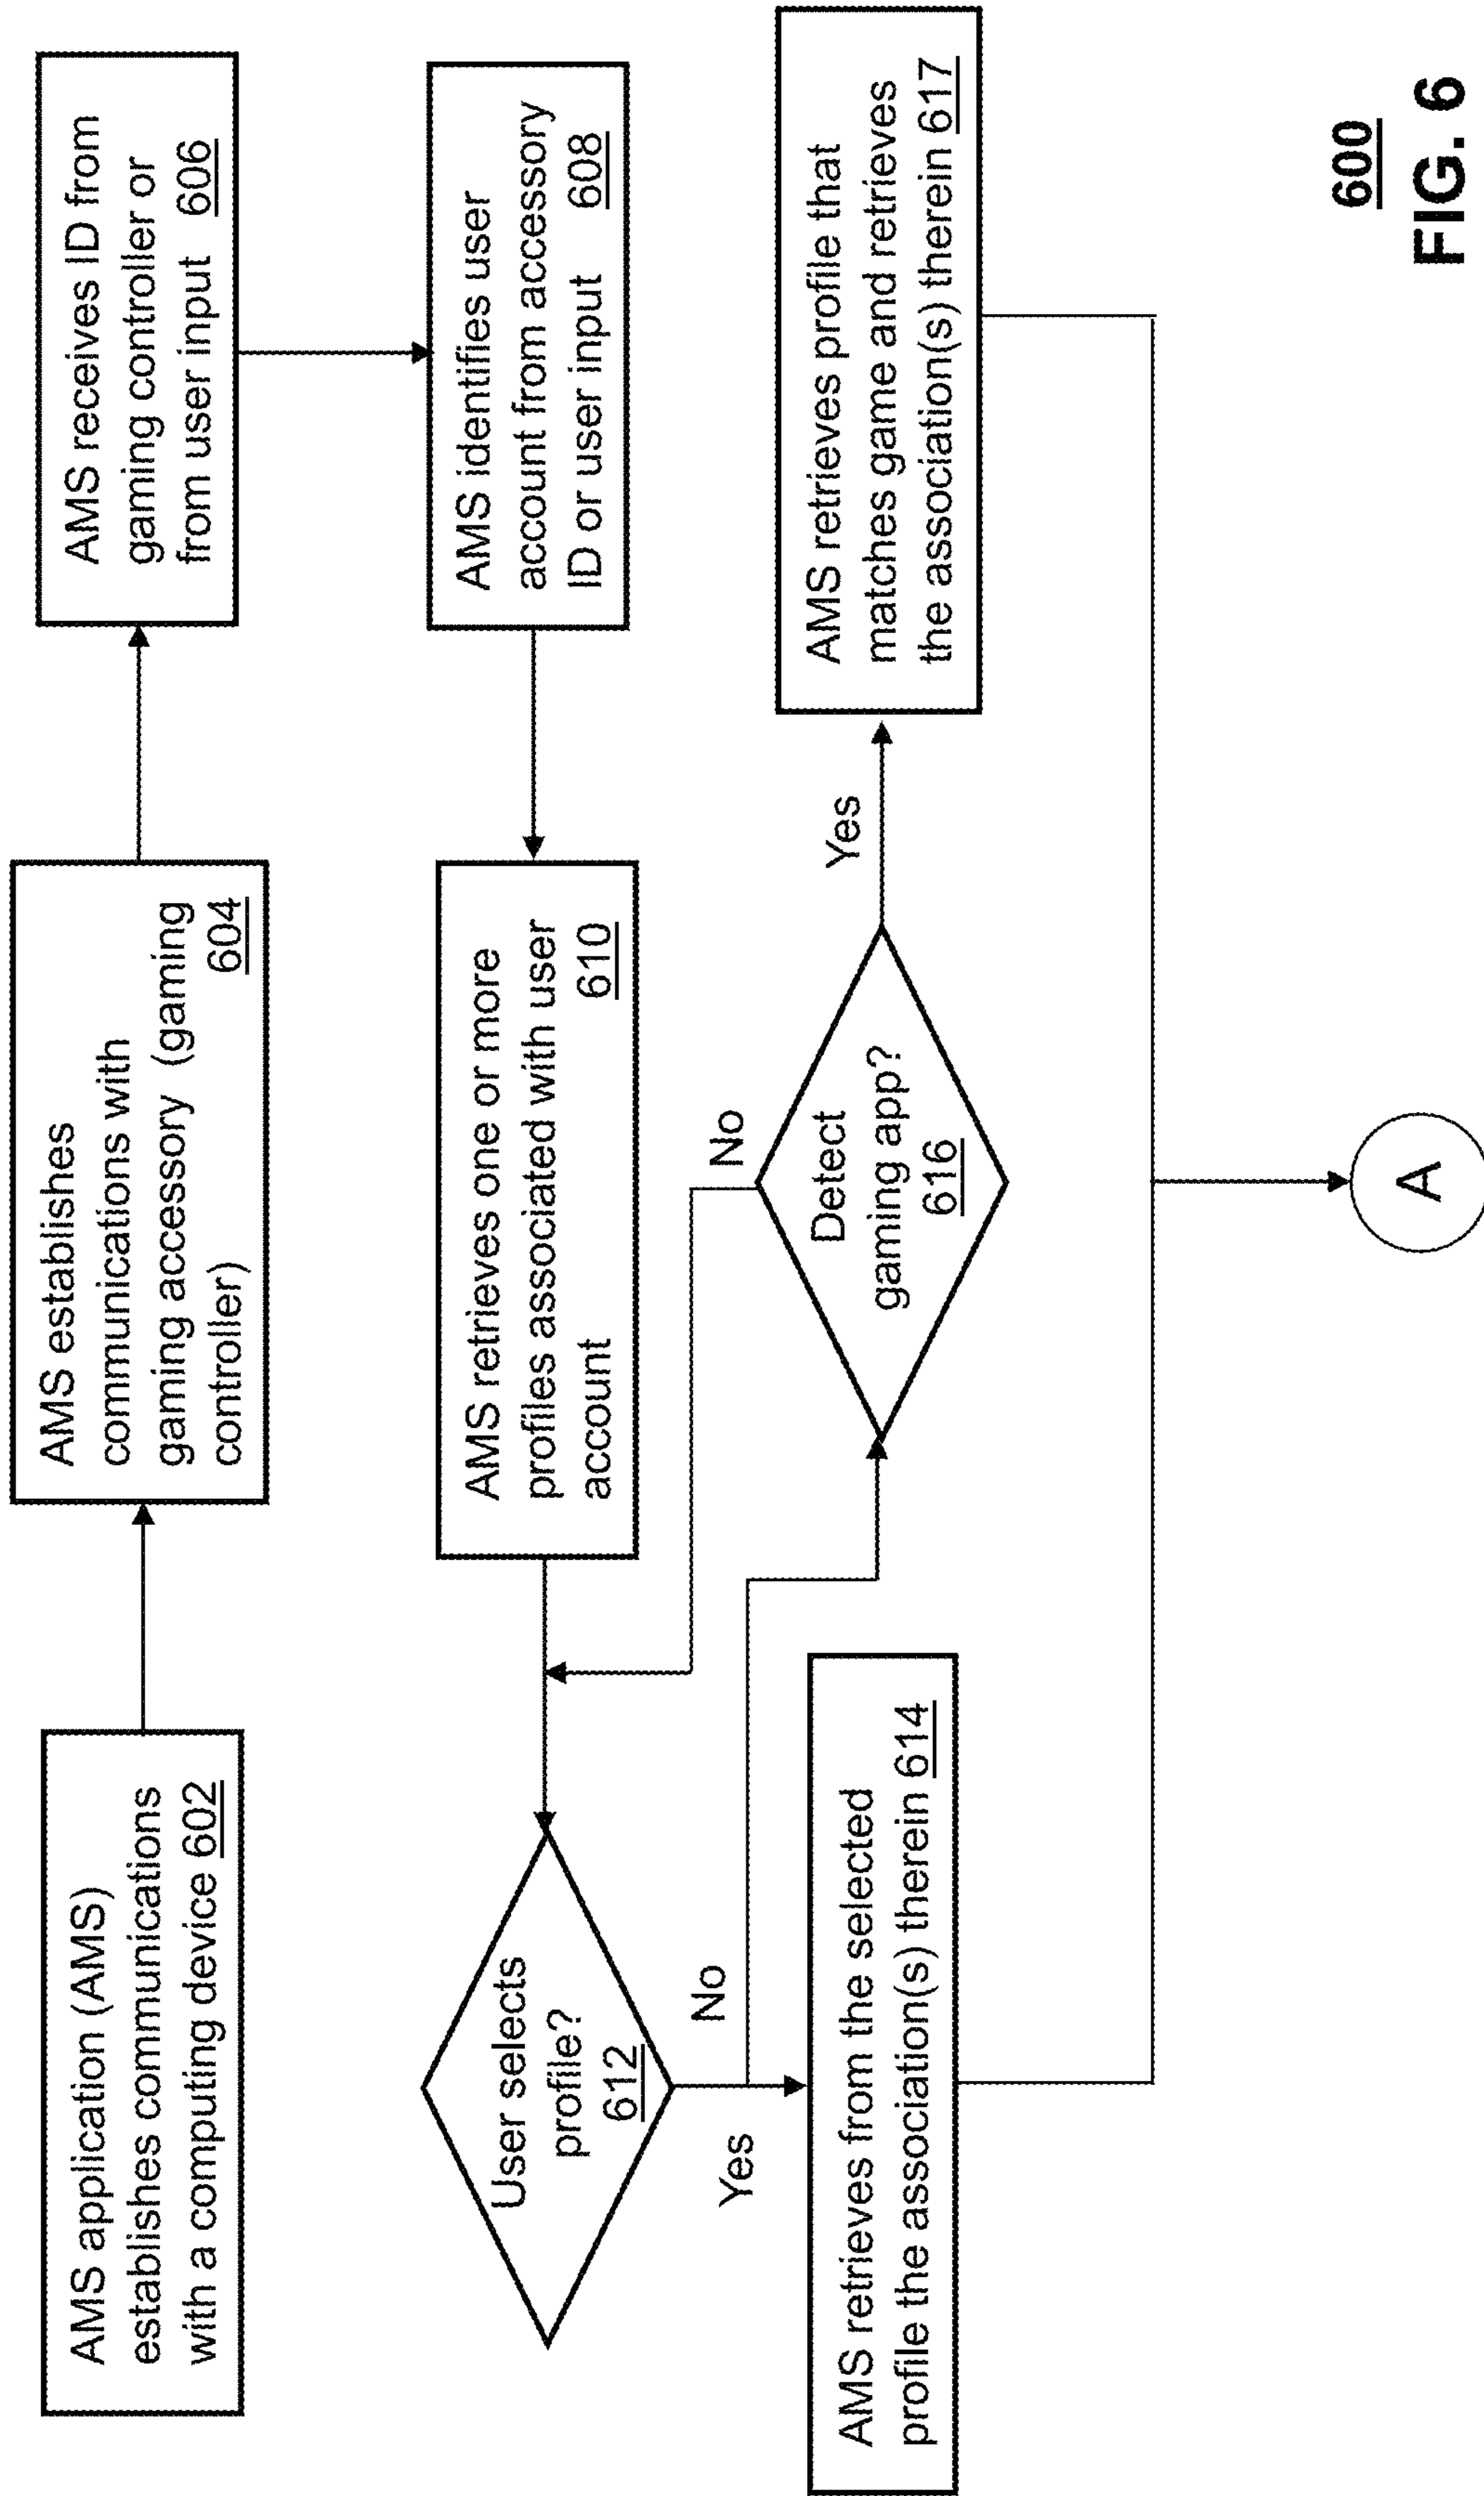 AMS application (AMS)
establishes communications
with a computing device 602
AMS establishes
communications with
gaming accessory (gaming
controller) 604
AMS receives ID from
gaming controller or
from user input 606
AMS identifies user
account from accessory
ID or user input 608
AMS retrieves one or more
profiles associated with user
account 610
User selects
profile?
612
No
Yes
AMS retrieves from the selected
profile the association(s) therein 614
Detect
gaming app?
616
No
Yes
AMS retrieves profile that
matches game and retrieves
the association(s) therein 617
A
600
FIG. 6